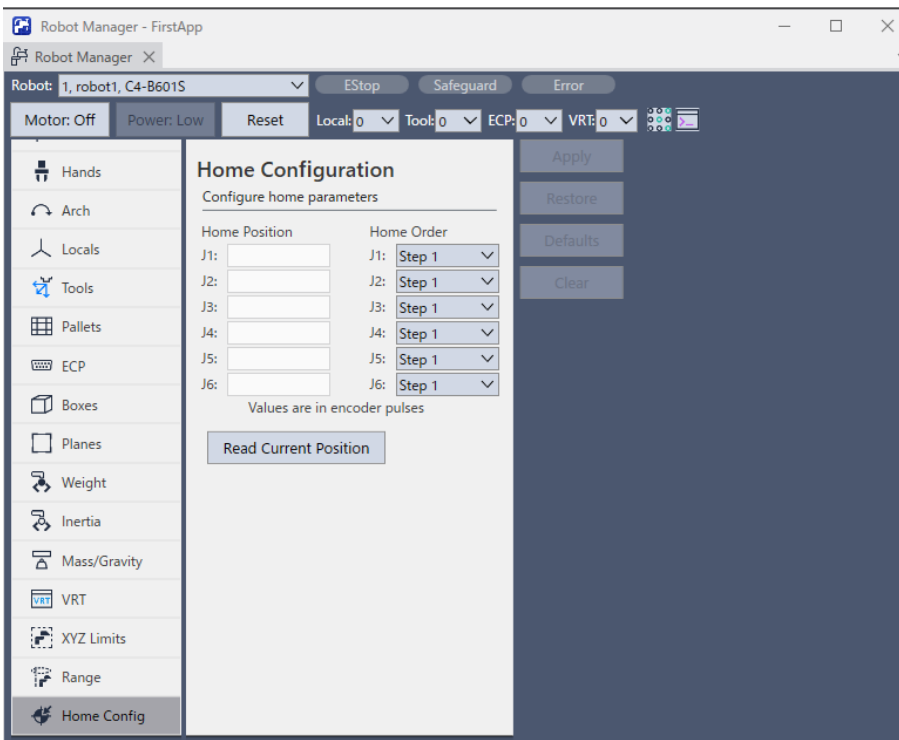 Robot Manager - FirstApp
Robot Manager
Robot: 1, robot1, C4-B601S EStop Safeguard Error
Motor: Off Power: Low Reset Local: 0 Tool: 0 ECP: 0 VRT: 0
Hands
Arch
Locals
Tools
Pallets
ECP
Boxes
Planes
Weight
Inertia
Mass/Gravity
VRT VRT
XYZ Limits
Range
Home Config
Home Configuration
Configure home parameters
Home Position Home Order
J1: J1: Step 1
J2: J2: Step 1
J3: J3: Step 1
J4: J4: Step 1
J5: J5: Step 1
J6: J6: Step 1
Values are in encoder pulses
Read Current Position
Apply
Restore
Defaults
Clear